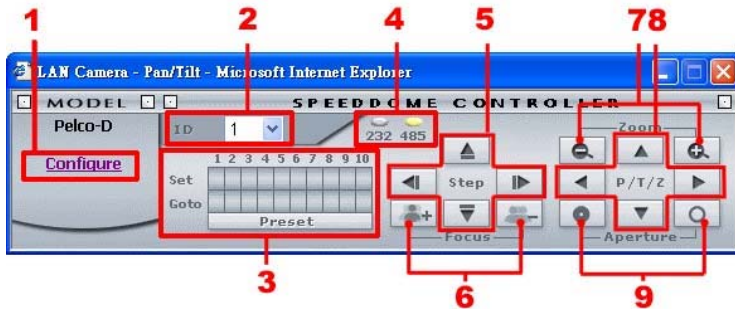 1 2 4 5 78
LAN Camera - Pan/Tilt - Microsoft Internet Explorer
MODEL SPEEDDOME CONTROLLER
Pelco-D ID 1 232 485 Zoom
Configure
1 2 3 4 5 6 7 8 9 10
Set Step P/T/Z
Goto
Preset
Focus Aperture
3 6 9